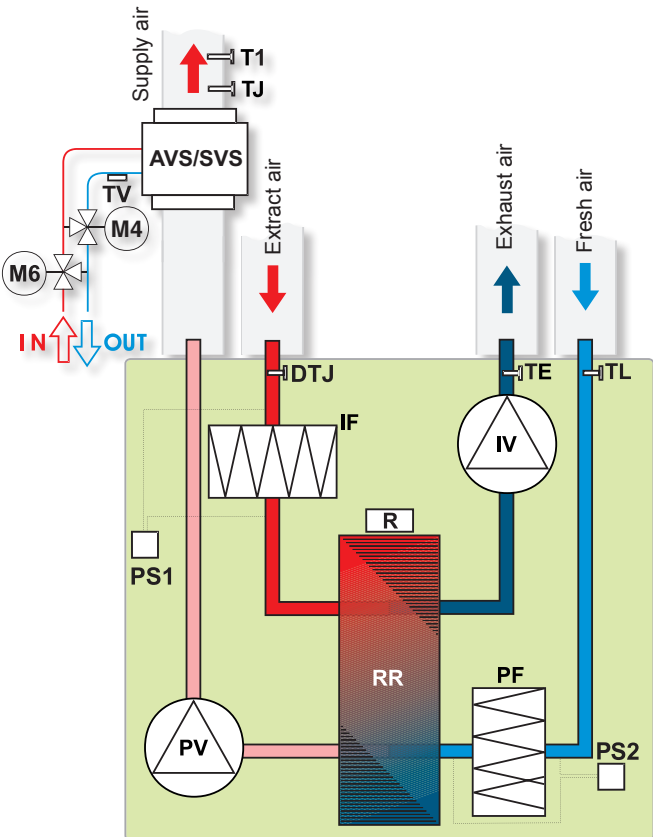 Supply air
T1
TJ
AVS/SVS
TV
M4
M6
IN
OUT
Extract air
Exhaust air
Fresh air
DTJ
TE
TL
IF
IV
R
PS1
RR
PF
PV
PS2